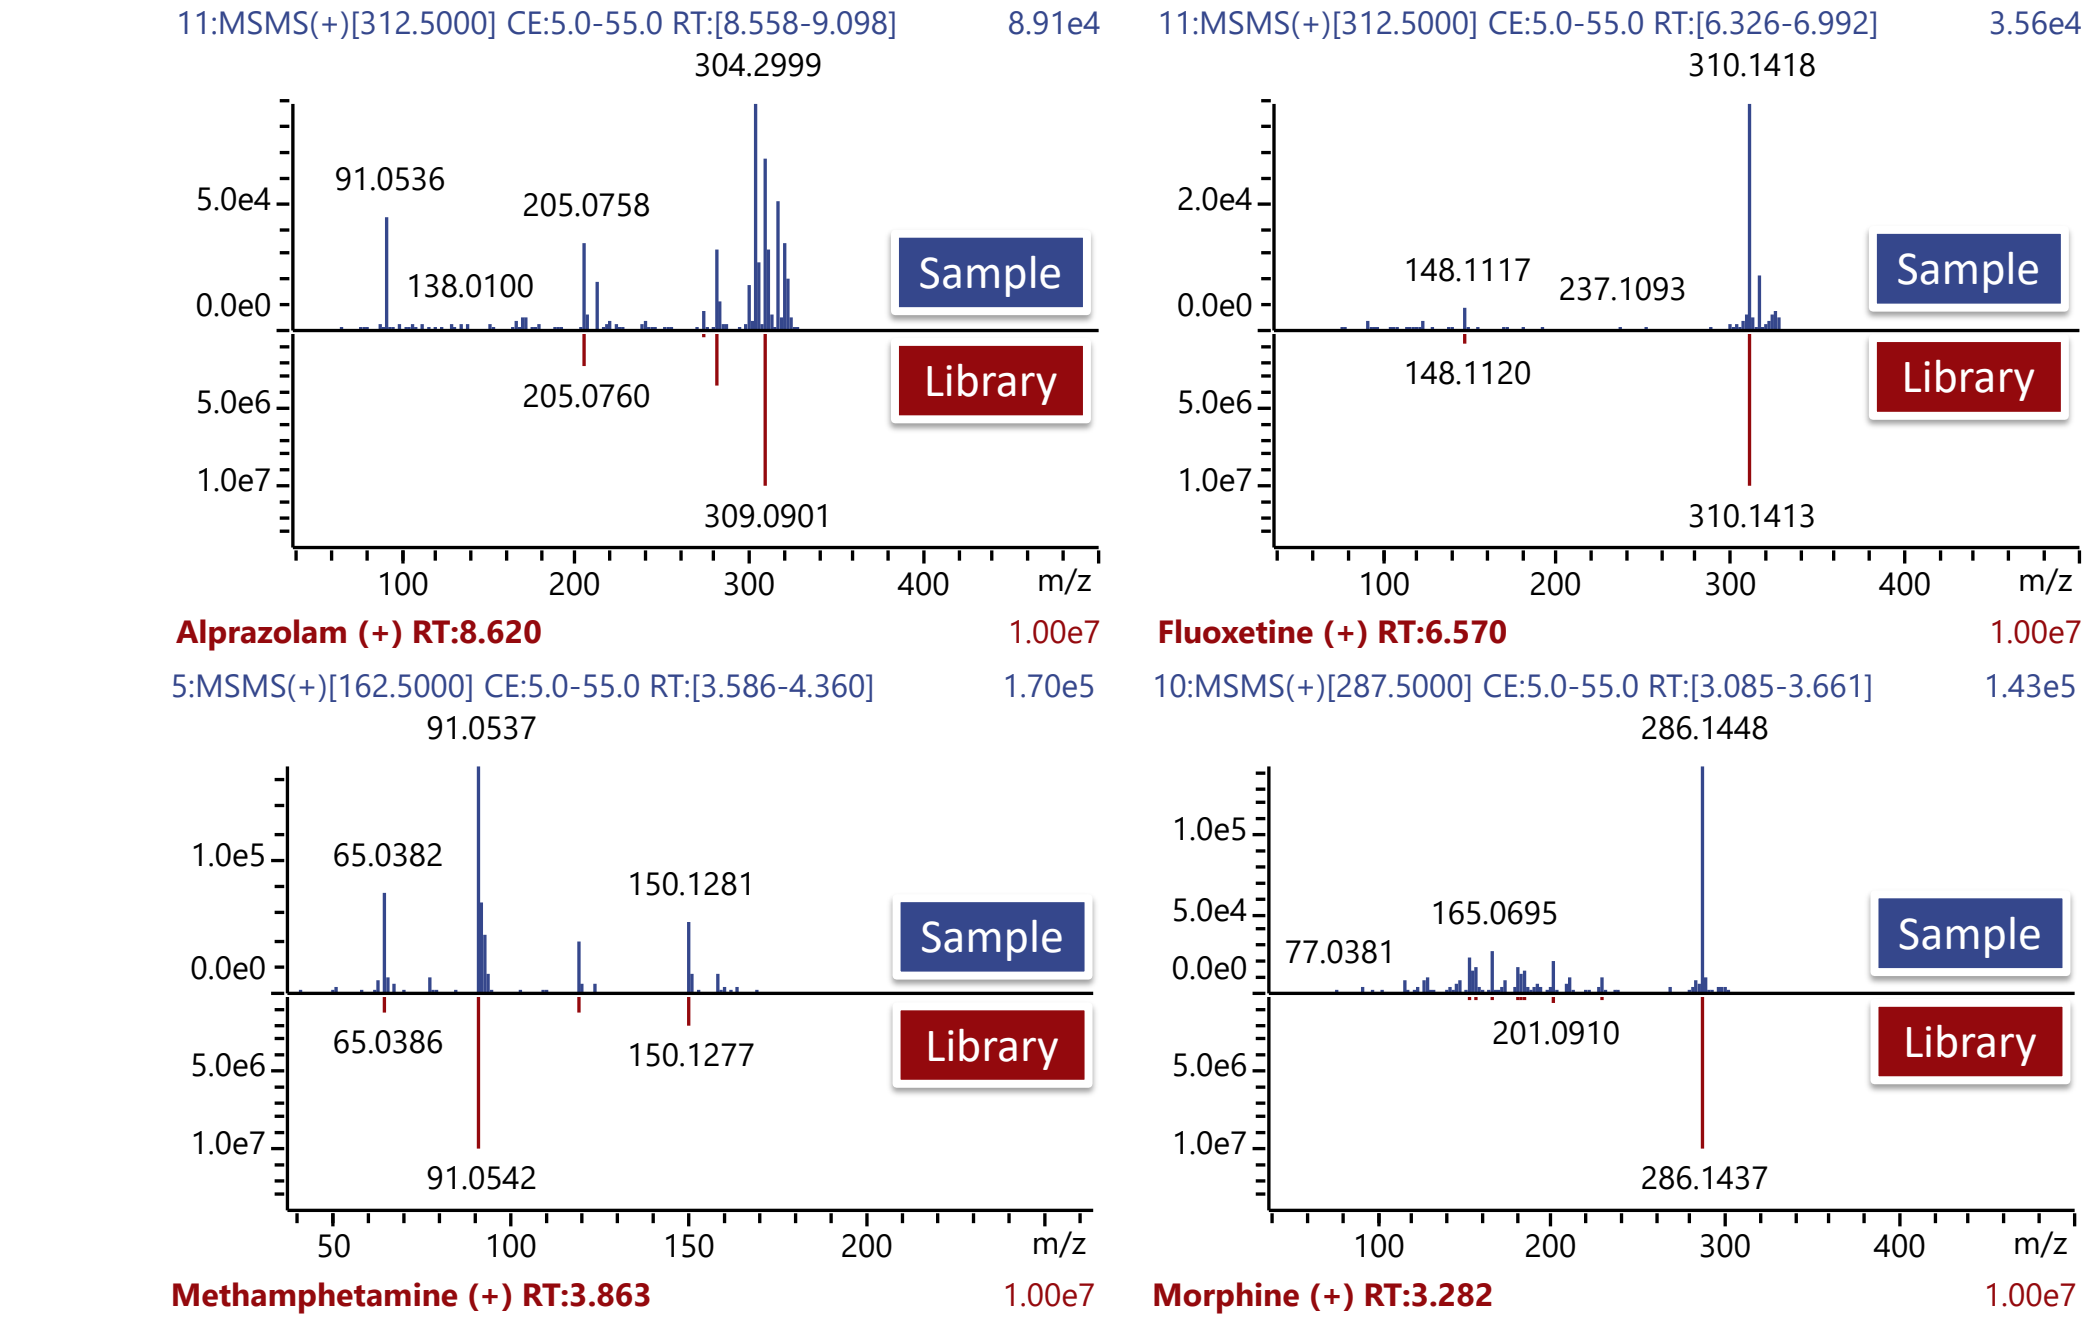 11:MSMS(+)[312.5000] CE:5.0-55.0 RT:[8.558-9.098] 8.91e4
304.2999
91.0536
205.0758
5.0e4
138.0100
0.0e0
Sample
Library
205.0760
5.0e6
1.0e7
309.0901
100 200 300 400 m/z
Alprazolam (+) RT:8.620 1.00e7
11:MSMS(+)[312.5000] CE:5.0-55.0 RT:[6.326-6.992] 3.56e4
310.1418
2.0e4
148.1117
237.1093
0.0e0
Sample
Library
148.1120
5.0e6
1.0e7
310.1413
100 200 300 400 m/z
Fluoxetine (+) RT:6.570 1.00e7
5:MSMS(+)[162.5000] CE:5.0-55.0 RT:[3.586-4.360] 1.70e5
91.0537
1.0e5
65.0382
150.1281
0.0e0
Sample
Library
65.0386
150.1277
5.0e6
1.0e7
91.0542
50 100 150 200 m/z
Methamphetamine (+) RT:3.863 1.00e7
10:MSMS(+)[287.5000] CE:5.0-55.0 RT:[3.085-3.661] 1.43e5
286.1448
1.0e5
5.0e4
165.0695
77.0381
0.0e0
Sample
Library
201.0910
5.0e6
1.0e7
286.1437
100 200 300 400 m/z
Morphine (+) RT:3.282 1.00e7